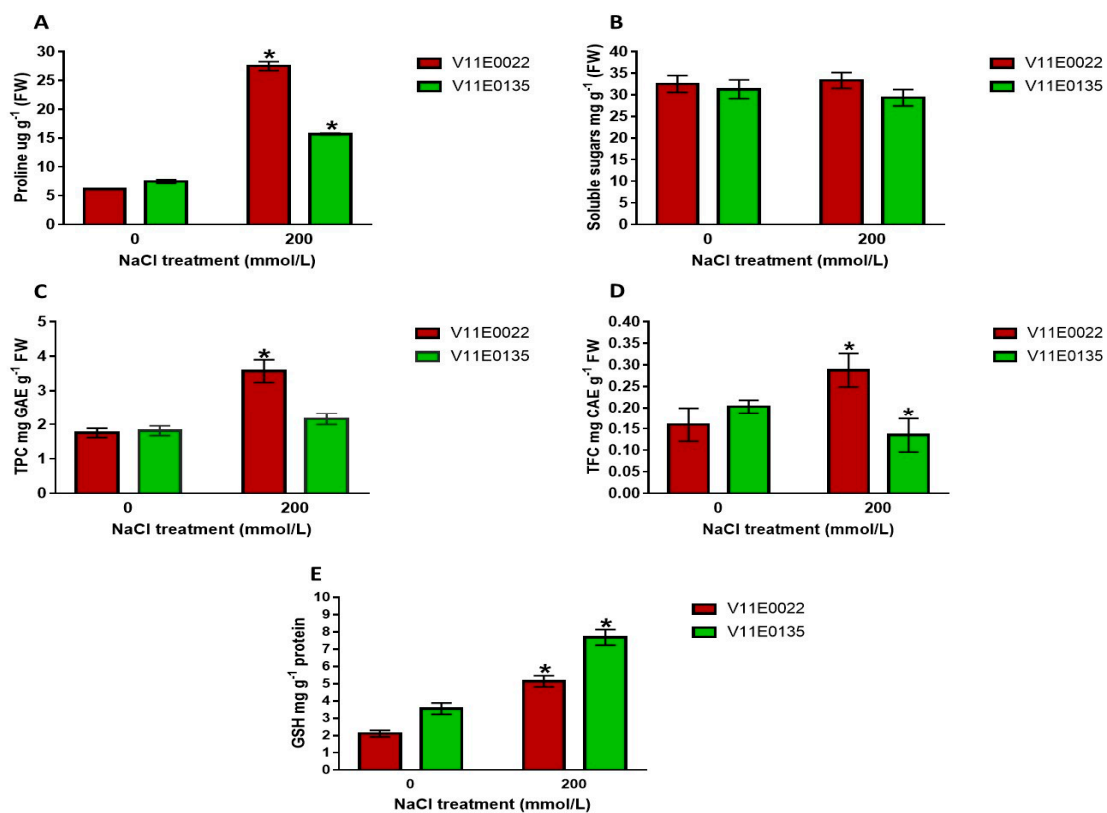 A
Proline ug g⁻¹ (FW)
30
25
20
15
10
5
0
*
*
0
200
NaCl treatment (mmol/L)
V11E0022
V11E0135
B
Soluble sugars mg g⁻¹ (FW)
40
35
30
25
20
15
10
5
0
0
200
NaCl treatment (mmol/L)
V11E0022
V11E0135
C
TPC mg GAE g⁻¹ FW
5
4
3
2
1
0
*
0
200
NaCl treatment (mmol/L)
V11E0022
V11E0135
D
TFC mg CAE g⁻¹ FW
0.40
0.35
0.30
0.25
0.20
0.15
0.10
0.05
0.00
*
*
0
200
NaCl treatment (mmol/L)
V11E0022
V11E0135
E
GSH mg g⁻¹ protein
10
9
8
7
6
5
4
3
2
1
0
*
*
0
200
NaCl treatment (mmol/L)
V11E0022
V11E0135